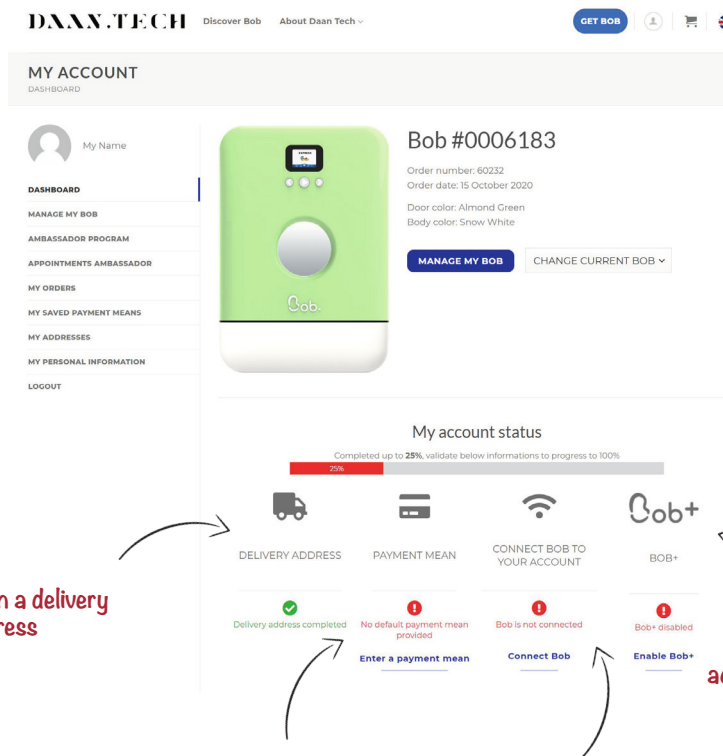 DAAN.TECH
Discover Bob
About Daan Tech
GET BOB
MY ACCOUNT
DASHBOARD
My Name
DASHBOARD
MANAGE MY BOB
AMBASSADOR PROGRAM
APPOINTMENTS AMBASSADOR
MY ORDERS
MY SAVED PAYMENT MEANS
MY ADDRESSES
MY PERSONAL INFORMATION
LOGOUT
Bob.
Bob #0006183
Order number: 60232
Order date: 15 October 2020
Door color: Almond Green
Body color: Snow White
MANAGE MY BOB
CHANGE CURRENT BOB
My account status
Completed up to 25%, validate below informations to progress to 100%
25%
DELIVERY ADDRESS
Delivery address completed
PAYMENT MEAN
No default payment mean
provided
Enter a payment mean
CONNECT BOB TO
YOUR ACCOUNT
Bob is not connected
Connect Bob
Bob+
BOB+
Bob+ disabled
Enable Bob+
a delivery